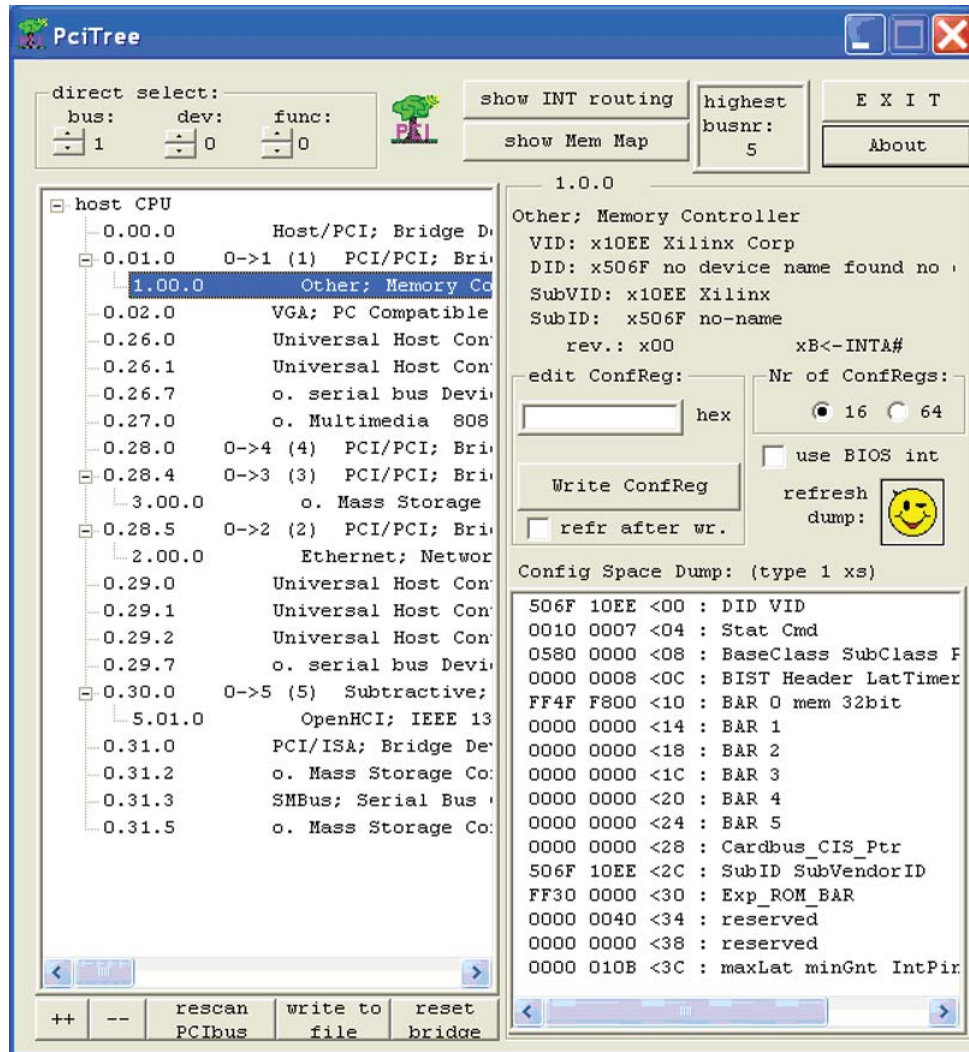 PciTree
direct select:
bus: dev: func:
1 0 0
PCI
show INT routing
show Mem Map
highest
busnr:
5
E X I T
About
host CPU
0.00.0 Host/PCI; Bridge D
0.01.0 0->1 (1) PCI/PCI; Bri
1.00.0 Other; Memory Co
0.02.0 VGA; PC Compatible
0.26.0 Universal Host Con
0.26.1 Universal Host Con
0.26.7 o. serial bus Devi
0.27.0 o. Multimedia 808
0.28.0 0->4 (4) PCI/PCI; Bri
0.28.4 0->3 (3) PCI/PCI; Bri
3.00.0 o. Mass Storage
0.28.5 0->2 (2) PCI/PCI; Bri
2.00.0 Ethernet; Networ
0.29.0 Universal Host Con
0.29.1 Universal Host Con
0.29.2 Universal Host Con
0.29.7 o. serial bus Devi
0.30.0 0->5 (5) Subtractive;
5.01.0 OpenHCI; IEEE 13
0.31.0 PCI/ISA; Bridge De
0.31.2 o. Mass Storage Co
0.31.3 SMBus; Serial Bus
0.31.5 o. Mass Storage Co
++ -- rescan PCIbus write to file reset bridge
1.0.0
Other; Memory Controller
VID: x10EE Xilinx Corp
DID: x506F no device name found no
SubVID: x10EE Xilinx
SubID: x506F no-name
rev.: x00 xB<-INTA#
edit ConfReg:
hex
Write ConfReg
refr after wr.
Nr of ConfRegs:
16 64
use BIOS int
refresh
dump:
Config Space Dump: (type 1 xs)
506F 10EE <00 : DID VID
0010 0007 <04 : Stat Cmd
0580 0000 <08 : BaseClass SubClass
0000 0008 <0C : BIST Header LatTimer
FF4F F800 <10 : BAR 0 mem 32bit
0000 0000 <14 : BAR 1
0000 0000 <18 : BAR 2
0000 0000 <1C : BAR 3
0000 0000 <20 : BAR 4
0000 0000 <24 : BAR 5
0000 0000 <28 : Cardbus_CIS_Ptr
506F 10EE <2C : SubID SubVendorID
FF30 0000 <30 : Exp_ROM_BAR
0000 0040 <34 : reserved
0000 0000 <38 : reserved
0000 010B <3C : maxLat minGnt IntPin